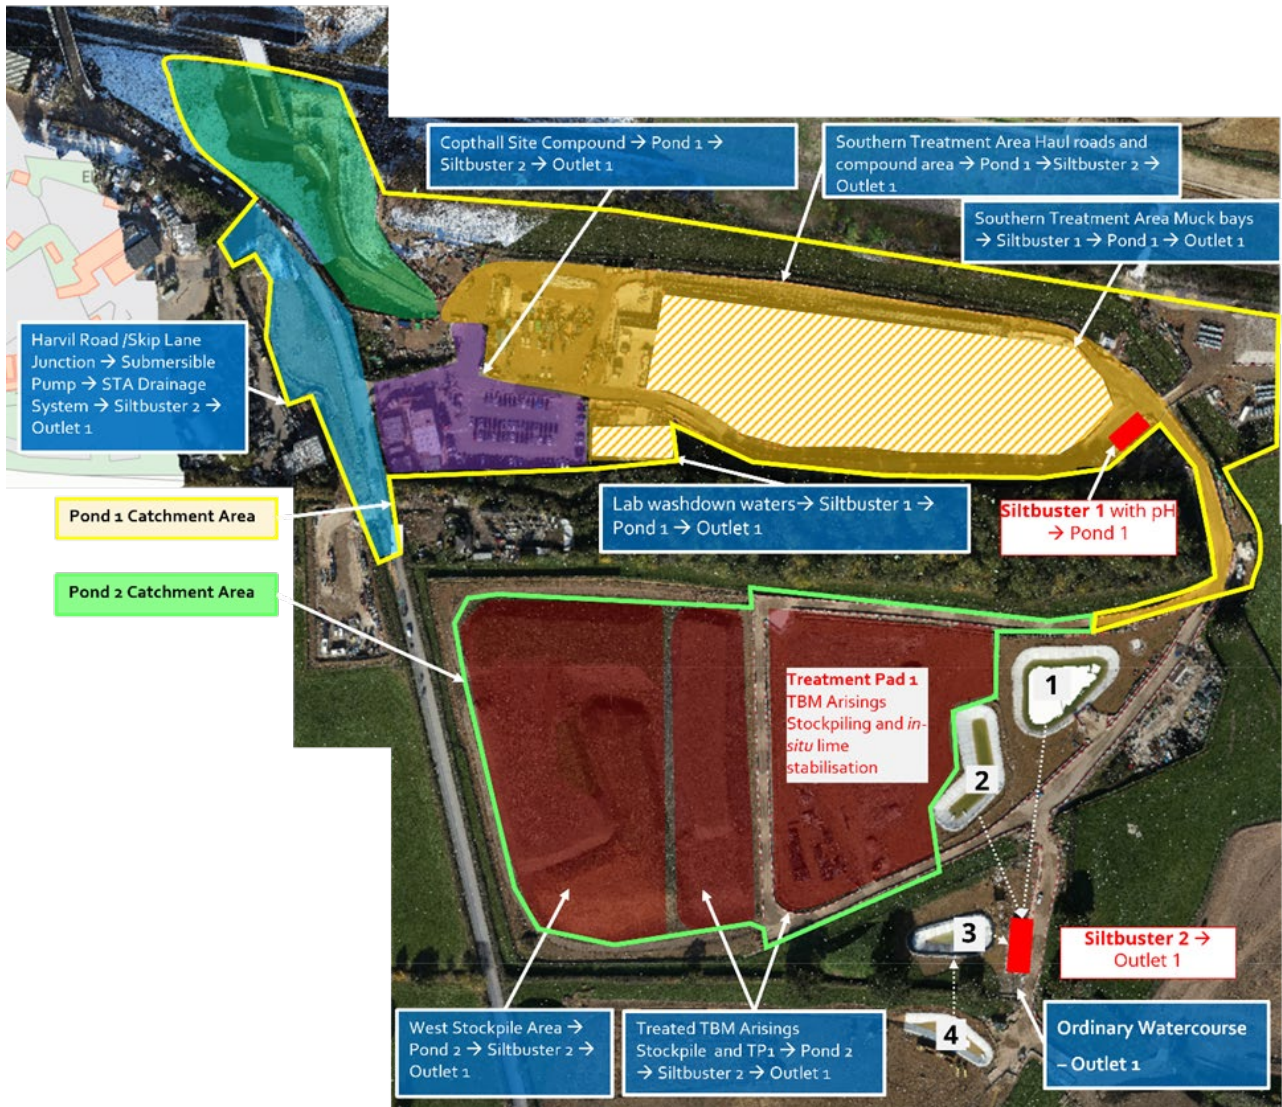 Copthall Site Compound → Pond 1 →
Siltbuster 2 → Outlet 1
Southern Treatment Area Haul roads and
compound area → Pond 1 → Siltbuster 2 →
Outlet 1
Southern Treatment Area Muck bays
→ Siltbuster 1 → Pond 1 → Outlet 1
Harvil Road /Skip Lane
Junction → Submersible
Pump → STA Drainage
System → Siltbuster 2 →
Outlet 1
Lab washdown waters → Siltbuster 1 →
Pond 1 → Outlet 1
Siltbuster 1 with pH
→ Pond 1
Pond 1 Catchment Area
Pond 2 Catchment Area
Treatment Pad 1
TBM Arisings
Stockpiling and in-
situ lime
stabilisation
1
2
3
4
Siltbuster 2 →
Outlet 1
West Stockpile Area →
Pond 2 → Siltbuster 2 →
Outlet 1
Treated TBM Arisings
Stockpile and TP1 → Pond 2
→ Siltbuster 2 → Outlet 1
Ordinary Watercourse
– Outlet 1